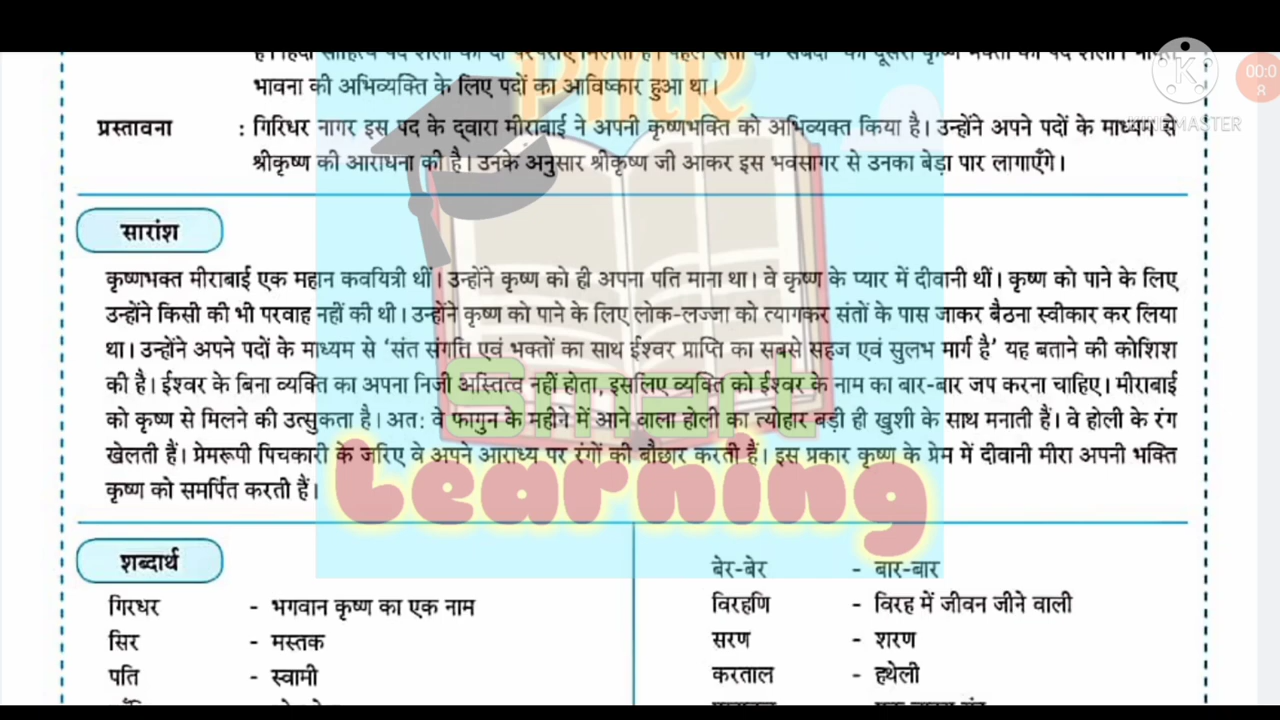 भावना की अभिव्यक्ति के लिए पदों का आविष्कार हुआ था।
प्रस्तावना : गिरिधर नागर इस पद के द्वारा मीराबाई ने अपनी कृष्णभक्ति को अभिव्यक्त किया है। उन्होंने अपने पदों के माध्यम से
श्रीकृष्ण की आराधना की है। उनके अनुसार श्रीकृष्ण जी आकर इस भवसागर से उनका बेड़ा पार लागाएँगे।
सारांश
कृष्णभक्त मीराबाई एक महान कवयित्री थीं। उन्होंने कृष्ण को ही अपना पति माना था। वे कृष्ण के प्यार में दीवानी थीं। कृष्ण को पाने के लिए
उन्होंने किसी की भी परवाह नहीं की थी। उन्होंने कृष्ण को पाने के लिए लोक-लज्जा को त्यागकर संतों के पास जाकर बैठना स्वीकार कर लिया
था। उन्होंने अपने पदों के माध्यम से ‘संत संगति एवं भक्तों का साथ ईश्वर प्राप्ति का सबसे सहज एवं सुलभ मार्ग है’ यह बताने की कोशिश
की है। ईश्वर के बिना व्यक्ति का अपना निजी अस्तित्व नहीं होता, इसलिए व्यक्ति को ईश्वर के नाम का बार-बार जप करना चाहिए। मीराबाई
को कृष्ण से मिलने की उत्सुकता है। अतः वे फागुन के महीने में आने वाला होली का त्योहार बड़ी ही खुशी के साथ मनाती हैं। वे होली के रंग
खेलती हैं। प्रेमरूपी पिचकारी के जरिए वे अपने आराध्य पर रंगों की बौछार करती हैं। इस प्रकार कृष्ण के प्रेम में दीवानी मीरा अपनी भक्ति
कृष्ण को समर्पित करती हैं।
शब्दार्थ
गिरधर - भगवान कृष्ण का एक नाम
सिर - मस्तक
पति - स्वामी
बेर-बेर - बार-बार
विरहणि - विरह में जीवन जीने वाली
सरण - शरण
करताल - हथेली
PMR
Smart
Learning
K
KINEMASTER
00:0
8